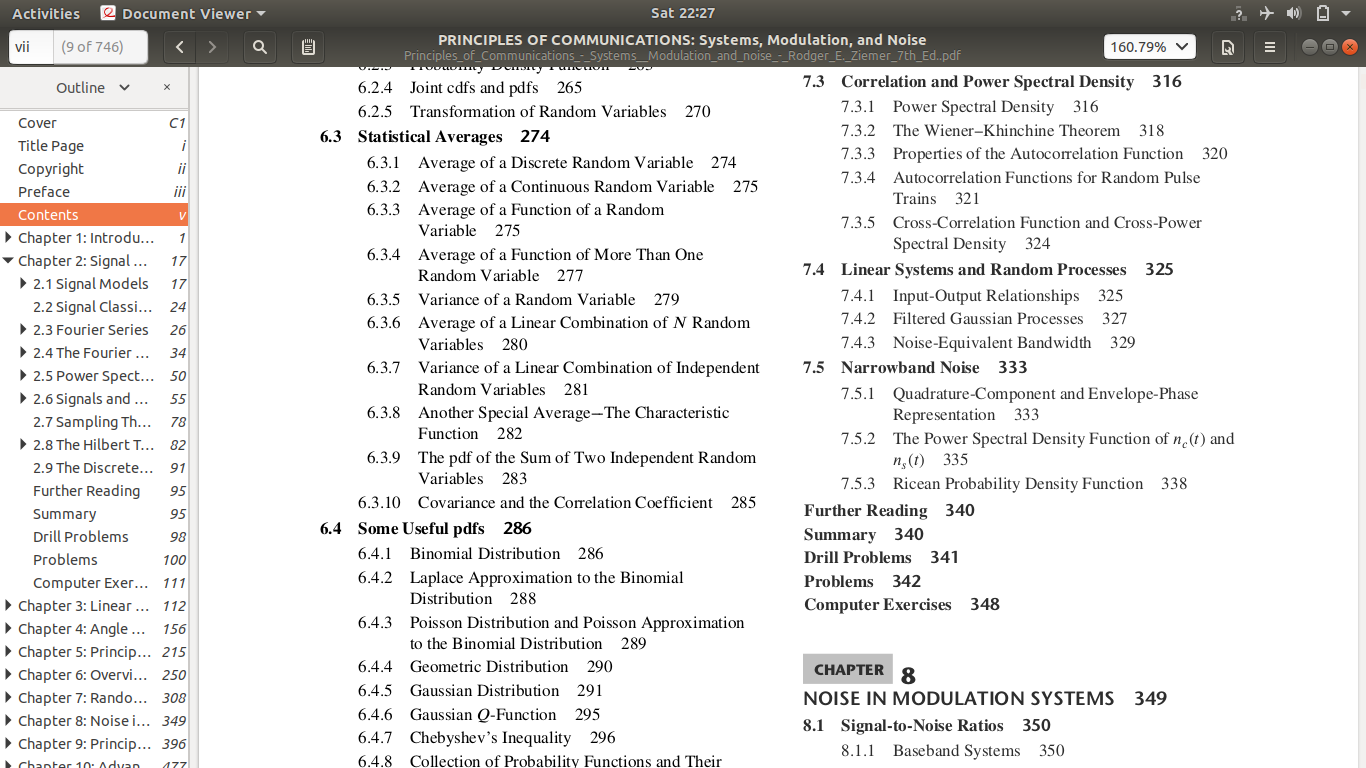 Activities Document Viewer Sat 22:27
vii (9 of 746)
PRINCIPLES OF COMMUNICATIONS: Systems, Modulation, and Noise
Principles_of_Communications_-_Systems__Modulation_and_noise_-_Rodger_E._Ziemer_7th_Ed..pdf
160.79%
Outline
Cover C1
Title Page i
Copyright ii
Preface iii
Contents v
Chapter 1: Introdu... 1
Chapter 2: Signal ... 17
2.1 Signal Models 17
2.2 Signal Classi... 24
2.3 Fourier Series 26
2.4 The Fourier ... 34
2.5 Power Spect... 50
2.6 Signals and ... 55
2.7 Sampling Th... 78
2.8 The Hilbert T... 82
2.9 The Discrete... 91
Further Reading 95
Summary 95
Drill Problems 98
Problems 100
Computer Exer... 111
Chapter 3: Linear ... 112
Chapter 4: Angle ... 156
Chapter 5: Princip... 215
Chapter 6: Overvi... 250
Chapter 7: Rando... 308
Chapter 8: Noise i... 349
Chapter 9: Princip... 396
Chapter 10: Advan... 477
6.2.3 Probability Density Function 263
6.2.4 Joint cdfs and pdfs 265
6.2.5 Transformation of Random Variables 270
6.3 Statistical Averages 274
6.3.1 Average of a Discrete Random Variable 274
6.3.2 Average of a Continuous Random Variable 275
6.3.3 Average of a Function of a Random
Variable 275
6.3.4 Average of a Function of More Than One
Random Variable 277
6.3.5 Variance of a Random Variable 279
6.3.6 Average of a Linear Combination of N Random
Variables 280
6.3.7 Variance of a Linear Combination of Independent
Random Variables 281
6.3.8 Another Special Average—The Characteristic
Function 282
6.3.9 The pdf of the Sum of Two Independent Random
Variables 283
6.3.10 Covariance and the Correlation Coefficient 285
6.4 Some Useful pdfs 286
6.4.1 Binomial Distribution 286
6.4.2 Laplace Approximation to the Binomial
Distribution 288
6.4.3 Poisson Distribution and Poisson Approximation
to the Binomial Distribution 289
6.4.4 Geometric Distribution 290
6.4.5 Gaussian Distribution 291
6.4.6 Gaussian Q-Function 295
6.4.7 Chebyshev's Inequality 296
6.4.8 Collection of Probability Functions and Their
7.3 Correlation and Power Spectral Density 316
7.3.1 Power Spectral Density 316
7.3.2 The Wiener–Khinchine Theorem 318
7.3.3 Properties of the Autocorrelation Function 320
7.3.4 Autocorrelation Functions for Random Pulse
Trains 321
7.3.5 Cross-Correlation Function and Cross-Power
Spectral Density 324
7.4 Linear Systems and Random Processes 325
7.4.1 Input-Output Relationships 325
7.4.2 Filtered Gaussian Processes 327
7.4.3 Noise-Equivalent Bandwidth 329
7.5 Narrowband Noise 333
7.5.1 Quadrature-Component and Envelope-Phase
Representation 333
7.5.2 The Power Spectral Density Function of nc(t) and
ns(t) 335
7.5.3 Ricean Probability Density Function 338
Further Reading 340
Summary 340
Drill Problems 341
Problems 342
Computer Exercises 348
CHAPTER 8
NOISE IN MODULATION SYSTEMS 349
8.1 Signal-to-Noise Ratios 350
8.1.1 Baseband Systems 350